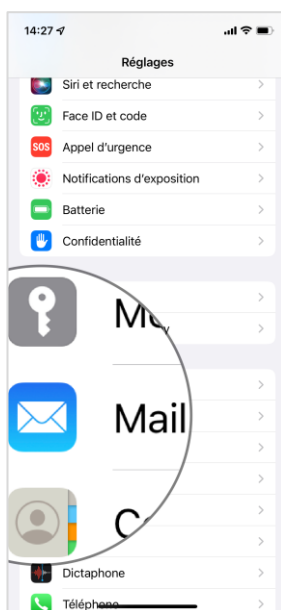 14:27
Réglages
Siri et recherche
Face ID et code
SOS Appel d'urgence
Notifications d'exposition
Batterie
Confidentialité
Mail
Dictaphone
Téléphone